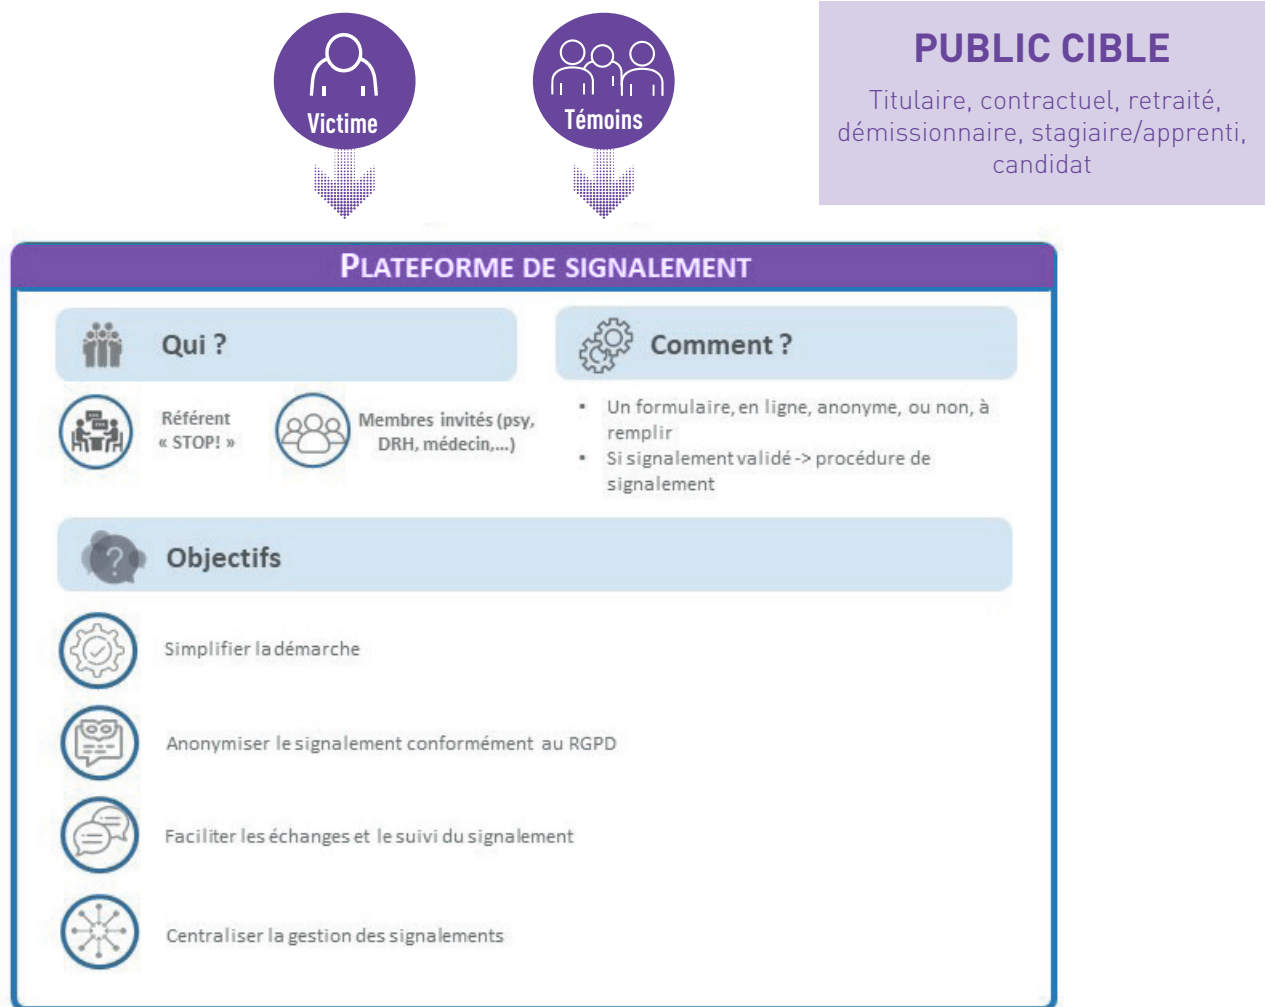 Victime
Témoins
PUBLIC CIBLE
Titulaire, contractuel, retraité,
démissionnaire, stagiaire/apprenti,
candidat
PLATEFORME DE SIGNALEMENT
Qui ?
Référent
« STOP! »
Membres invités (psy,
DRH, médecin,...)
Comment ?
• Un formulaire, en ligne, anonyme, ou non, à
remplir
• Si signalement validé -> procédure de
signalement
Objectifs
Simplifier la démarche
Anonymiser le signalement conformément au RGPD
Faciliter les échanges et le suivi du signalement
Centraliser la gestion des signalements